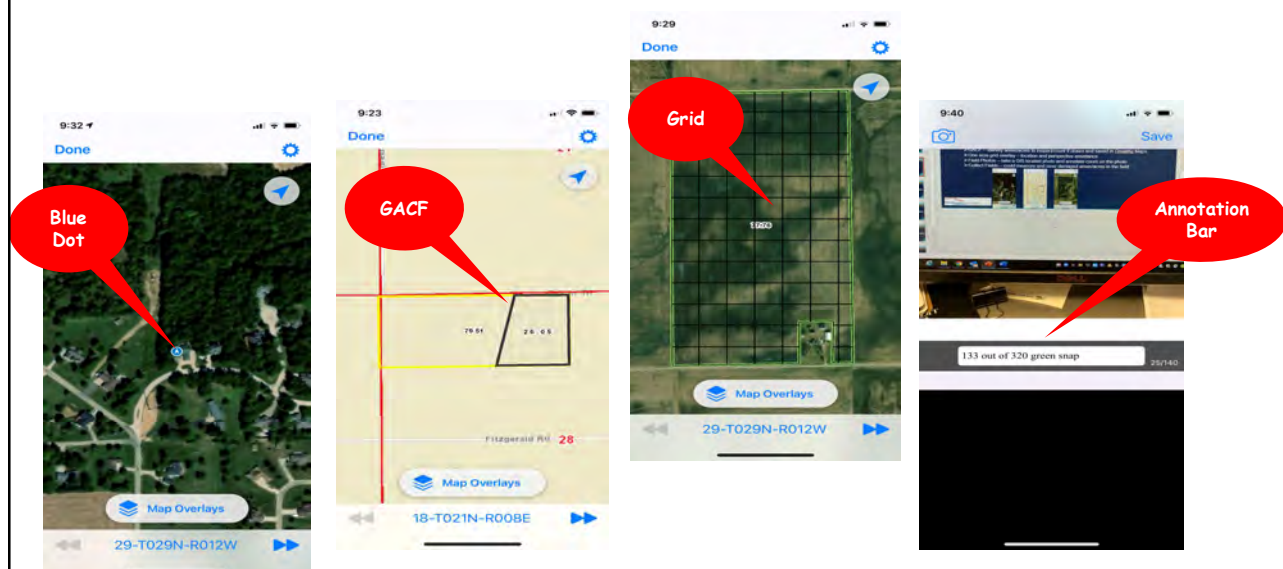 9:32
Done
Blue
Dot
Map Overlays
29-T029N-R012W
9:23
Done
GACF
28
Fitzgerald Rd
Map Overlays
18-T021N-R008E
9:29
Done
Grid
Map Overlays
29-T029N-R012W
9:40
Save
DELL
Annotation
Bar
133 out of 320 green snap
25/140